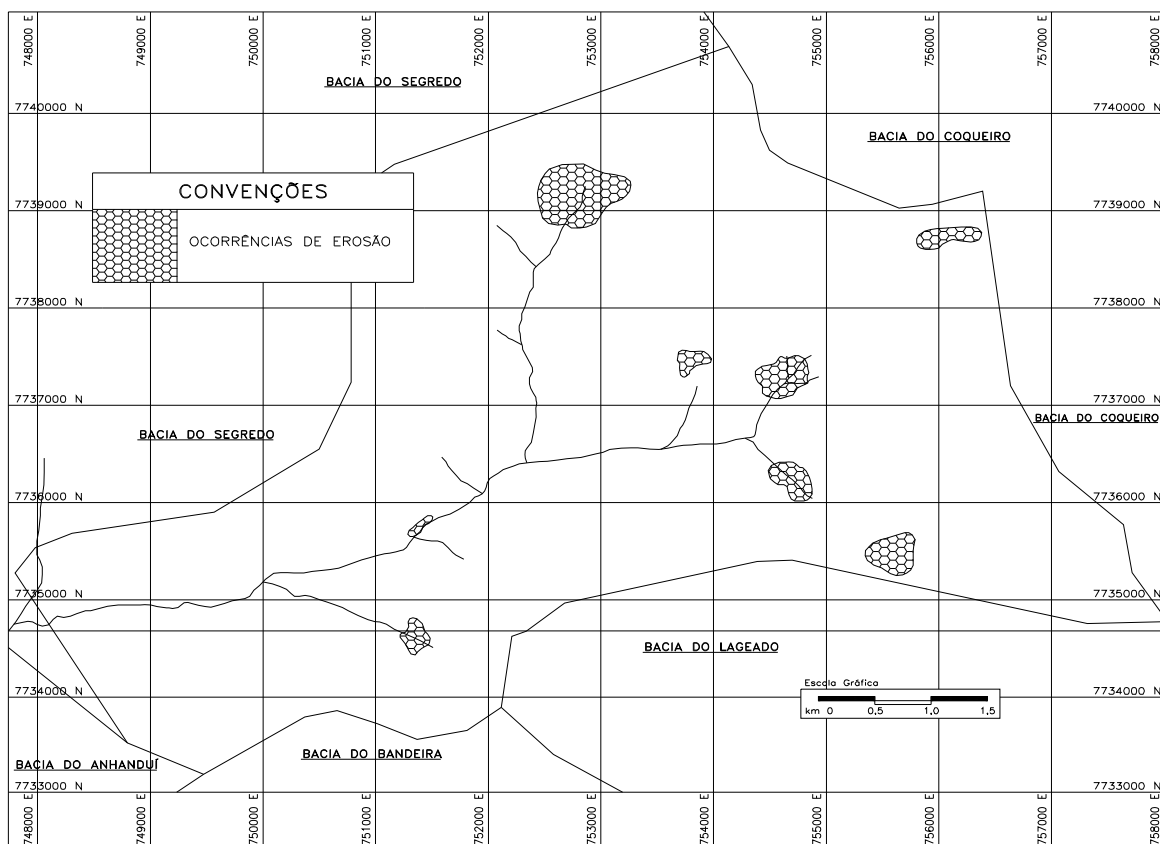 748000 E
749000 E
750000 E
751000 E
752000 E
753000 E
754000 E
755000 E
756000 E
757000 E
758000 E
BACIA DO SEGREDO
7740000 N
7740000 N
BACIA DO COQUEIRO
CONVENÇÕES
OCORRÊNCIAS DE EROSÃO
7739000 N
7739000 N
7738000 N
7738000 N
7737000 N
7737000 N
BACIA DO COQUEIRO
BACIA DO SEGREDO
7736000 N
7736000 N
7735000 N
7735000 N
BACIA DO LAGEADO
Escala Gráfica
7734000 N
7734000 N
km 0 0,5 1,0 1,5
BACIA DO BANDEIRA
BACIA DO ANHANDUÍ
7733000 N
7733000 N
748000 E
749000 E
750000 E
751000 E
752000 E
753000 E
754000 E
755000 E
756000 E
757000 E
758000 E